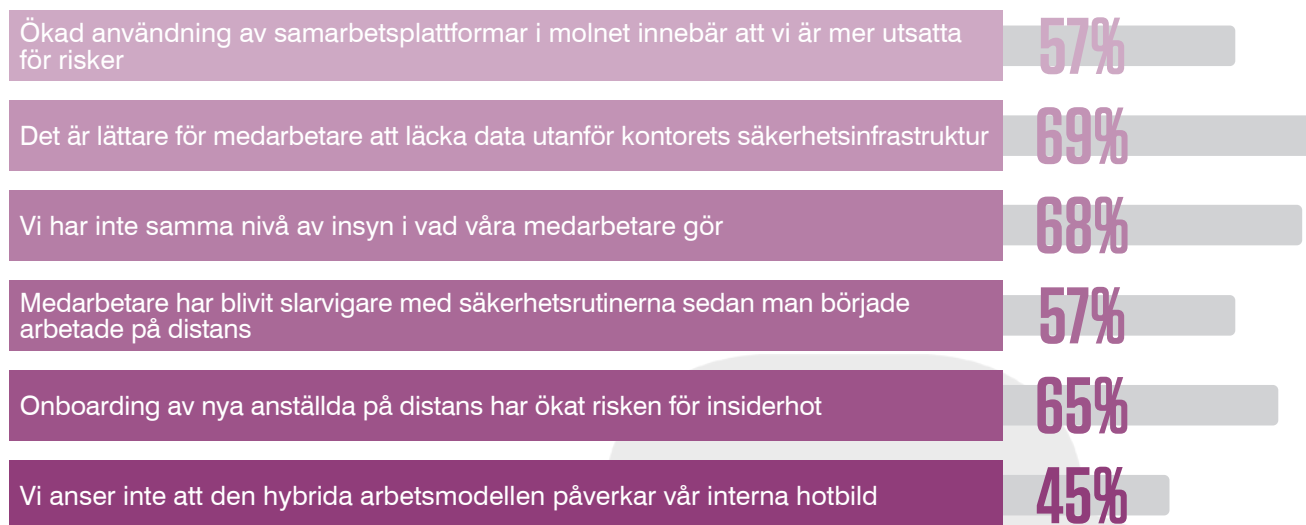 Ökad användning av samarbetsplattformar i molnet innebär att vi är mer utsatta
för risker
57%
Det är lättare för medarbetare att läcka data utanför kontorets säkerhetsinfrastruktur
69%
Vi har inte samma nivå av insyn i vad våra medarbetare gör
68%
Medarbetare har blivit slarvigare med säkerhetsrutinerna sedan man började
arbetade på distans
57%
Onboarding av nya anställda på distans har ökat risken för insiderhot
65%
Vi anser inte att den hybrida arbetsmodellen påverkar vår interna hotbild
45%